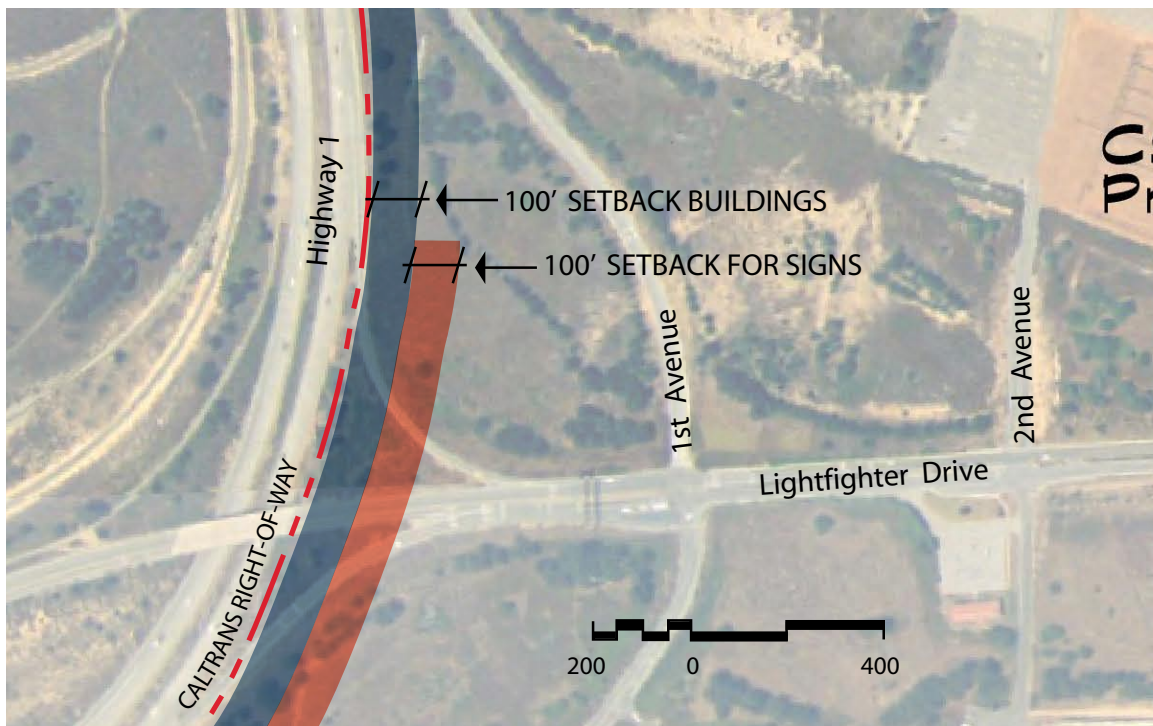 Highway 1
100' SETBACK BUILDINGS
100' SETBACK FOR SIGNS
1st Avenue
2nd Avenue
Lightfighter Drive
CALTRANS RIGHT-OF-WAY
200 0 400